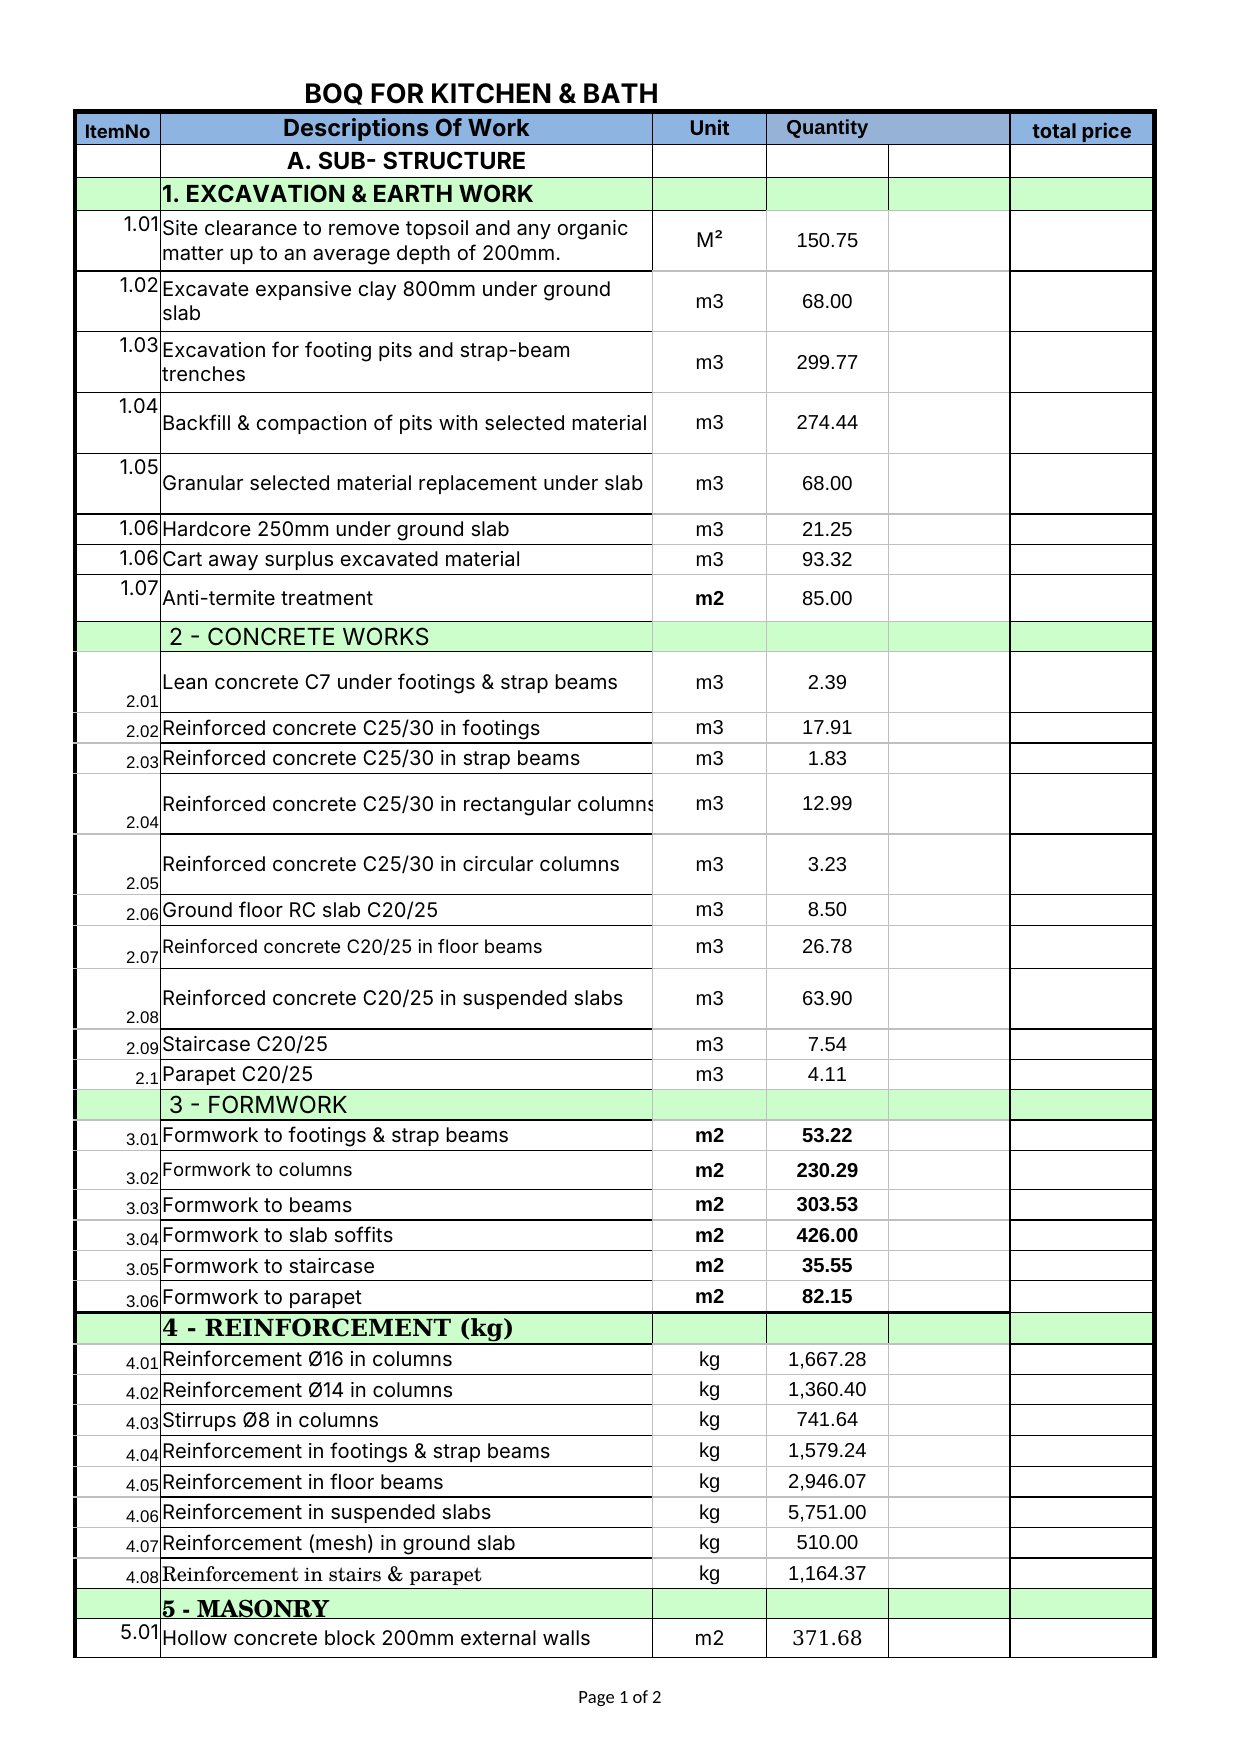 BOQ FOR KITCHEN & BATH
ItemNo Descriptions Of Work Unit Quantity total price
A. SUB- STRUCTURE
1. EXCAVATION & EARTH WORK
1.01 Site clearance to remove topsoil and any organic
matter up to an average depth of 200mm. M² 150.75
1.02 Excavate expansive clay 800mm under ground
slab m3 68.00
1.03 Excavation for footing pits and strap-beam
trenches m3 299.77
1.04 Backfill & compaction of pits with selected material m3 274.44
1.05 Granular selected material replacement under slab m3 68.00
1.06 Hardcore 250mm under ground slab m3 21.25
1.06 Cart away surplus excavated material m3 93.32
1.07 Anti-termite treatment m2 85.00
2 - CONCRETE WORKS
2.01 Lean concrete C7 under footings & strap beams m3 2.39
2.02 Reinforced concrete C25/30 in footings m3 17.91
2.03 Reinforced concrete C25/30 in strap beams m3 1.83
2.04 Reinforced concrete C25/30 in rectangular columns m3 12.99
2.05 Reinforced concrete C25/30 in circular columns m3 3.23
2.06 Ground floor RC slab C20/25 m3 8.50
2.07 Reinforced concrete C20/25 in floor beams m3 26.78
2.08 Reinforced concrete C20/25 in suspended slabs m3 63.90
2.09 Staircase C20/25 m3 7.54
2.1 Parapet C20/25 m3 4.11
3 - FORMWORK
3.01 Formwork to footings & strap beams m2 53.22
3.02 Formwork to columns m2 230.29
3.03 Formwork to beams m2 303.53
3.04 Formwork to slab soffits m2 426.00
3.05 Formwork to staircase m2 35.55
3.06 Formwork to parapet m2 82.15
4 - REINFORCEMENT (kg)
4.01 Reinforcement Ø16 in columns kg 1,667.28
4.02 Reinforcement Ø14 in columns kg 1,360.40
4.03 Stirrups Ø8 in columns kg 741.64
4.04 Reinforcement in footings & strap beams kg 1,579.24
4.05 Reinforcement in floor beams kg 2,946.07
4.06 Reinforcement in suspended slabs kg 5,751.00
4.07 Reinforcement (mesh) in ground slab kg 510.00
4.08 Reinforcement in stairs & parapet kg 1,164.37
5 - MASONRY
5.01 Hollow concrete block 200mm external walls m2 371.68
Page 1 of 2